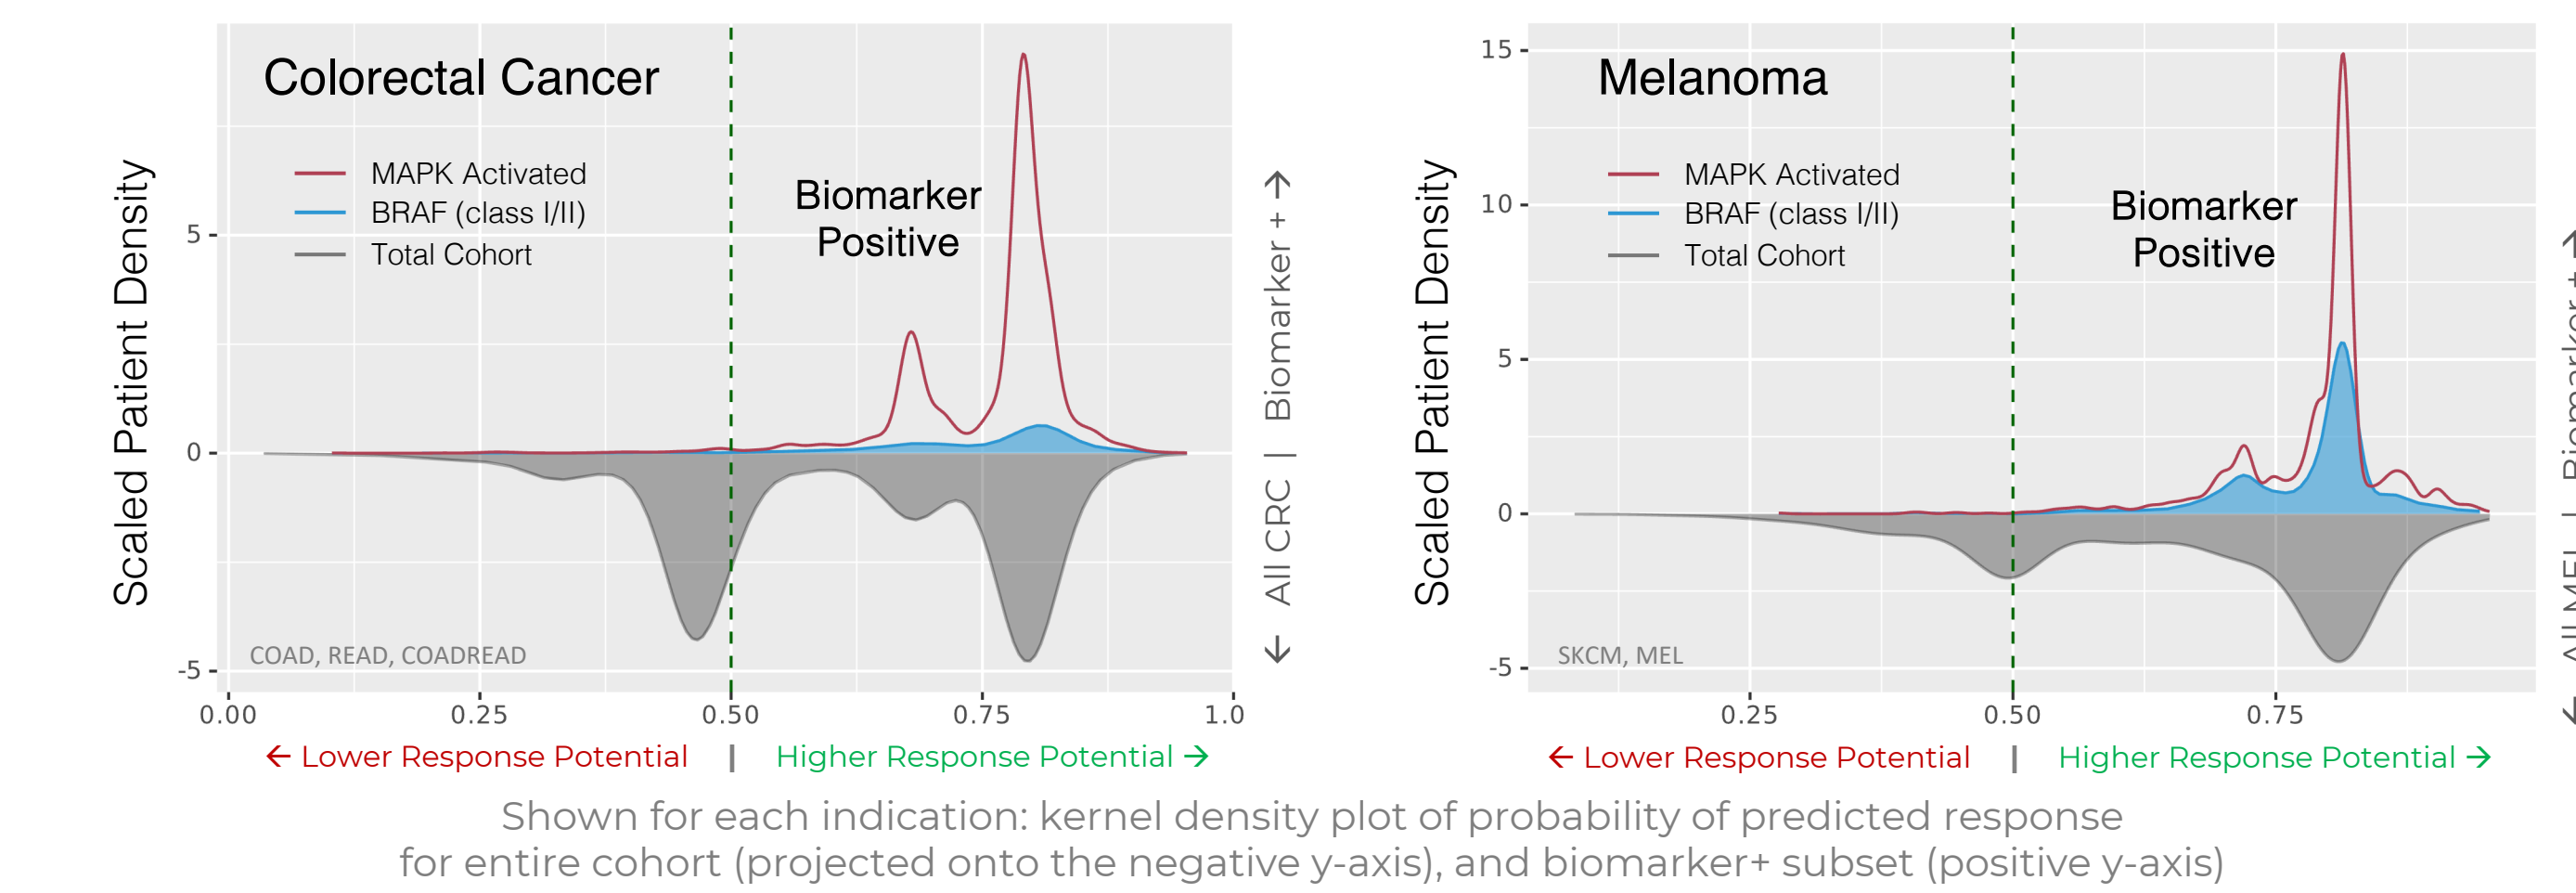 Colorectal Cancer
MAPK Activated
BRAF (class I/II)
Total Cohort
Biomarker
Positive
Scaled Patient Density
5
0
-5
COAD, READ, COADREAD
0.00 0.25 0.50 0.75 1.0
← Lower Response Potential | Higher Response Potential →
← All CRC | Biomarker + →
Melanoma
MAPK Activated
BRAF (class I/II)
Total Cohort
Biomarker
Positive
Scaled Patient Density
15
10
5
0
-5
SKCM, MEL
0.25 0.50 0.75
← Lower Response Potential | Higher Response Potential →
← All MEL | Biomarker + →
Shown for each indication: kernel density plot of probability of predicted response
for entire cohort (projected onto the negative y-axis), and biomarker+ subset (positive y-axis)